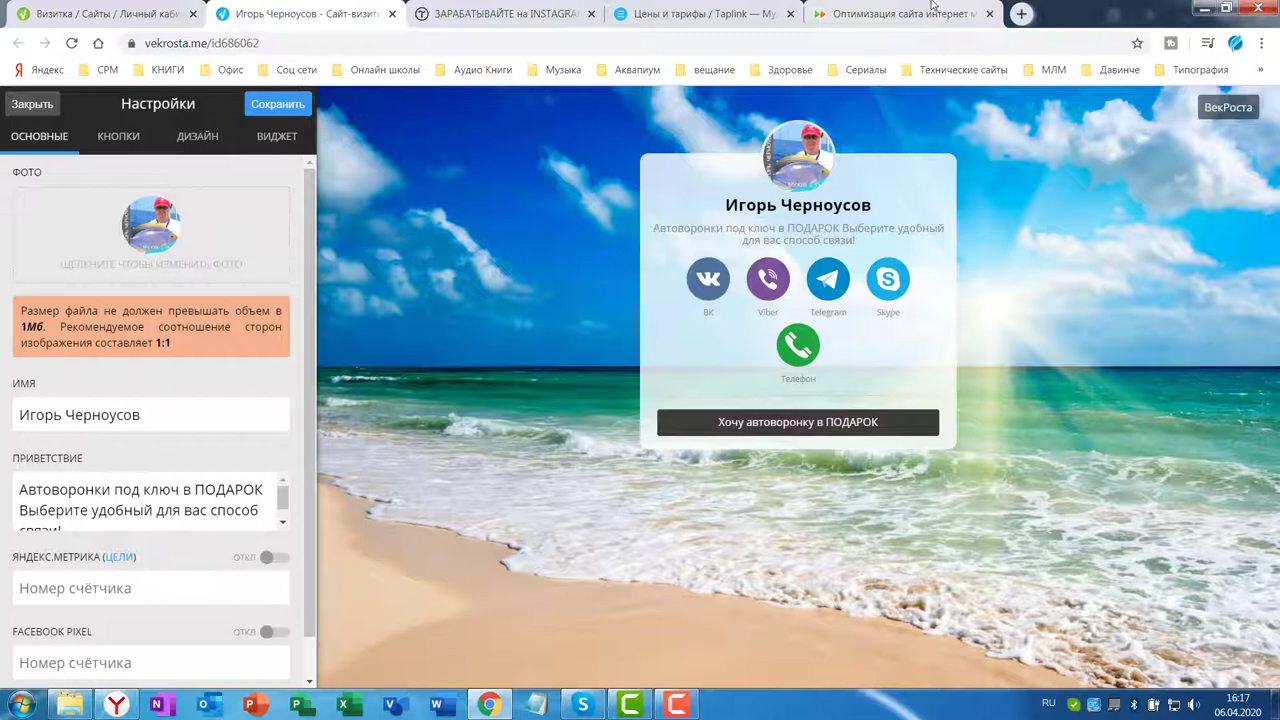 Визитка / Сайты / Личный каби
Игорь Черноусов - Сайт-визитк
ЗАРАБАТЫВАЙТЕ НА INSTAGRAM
Цены и тарифы / Taplink — Му
Оптимизация сайта интернет м
vekrosta.me/id686062
Яндекс СРМ КНИГИ Офис Соц сети Онлайн школы Аудио Книги Музыка Акваптум вещание Здоровье Сериалы Технические сайты МЛМ Давинче Типография »
Закрыть
Настройки
Сохранить
ОСНОВНЫЕ КНОПКИ ДИЗАЙН ВИДЖЕТ
ФОТО
ЩЕЛКНИТЕ ЧТОБЫ ИЗМЕНИТЬ ФОТО
Размер файла не должен превышать объем в
1Мб. Рекомендуемое соотношение сторон
изображения составляет 1:1
ИМЯ
Игорь Черноусов
ПРИВЕТСТВИЕ
Автоворонки под ключ в ПОДАРОК
Выберите удобный для вас способ
связи!
ЯНДЕКС.МЕТРИКА (ЦЕЛИ) ОТКЛ
Номер счётчика
FACEBOOK PIXEL ОТКЛ
Номер счётчика
ВекРоста
Игорь Черноусов
Автоворонки под ключ в ПОДАРОК Выберите удобный
для вас способ связи!
ВК Viber Telegram Skype
Телефон
Хочу автоворонку в ПОДАРОК
RU
16:17
06.04.2020